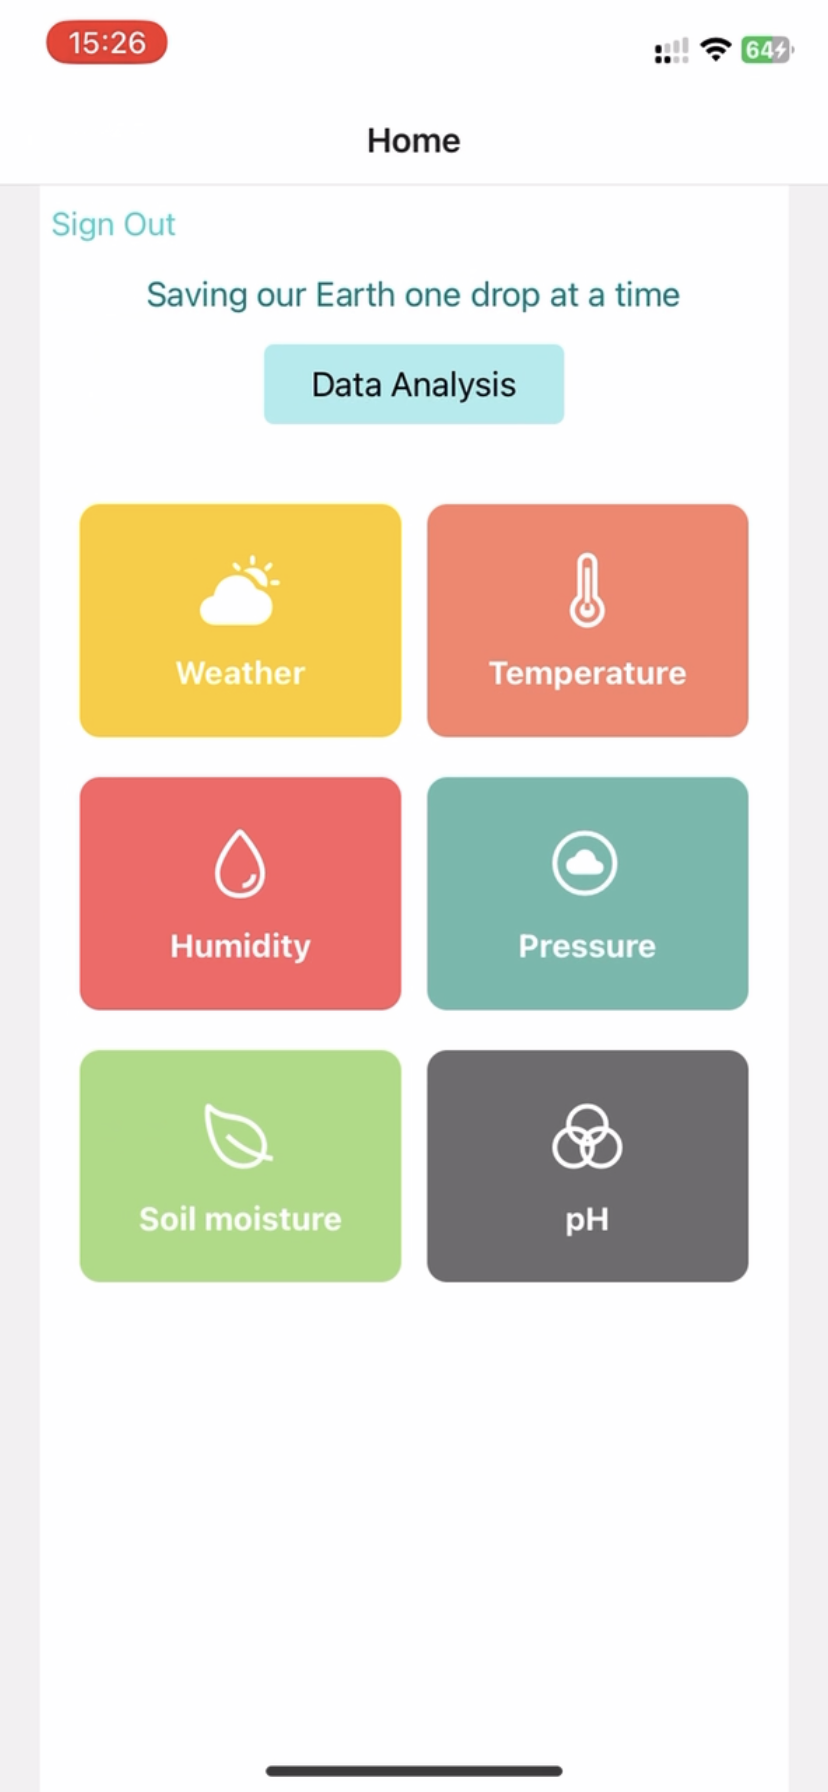 15:26
64
Home
Sign Out
Saving our Earth one drop at a time
Data Analysis
Weather
Temperature
Humidity
Pressure
Soil moisture
pH